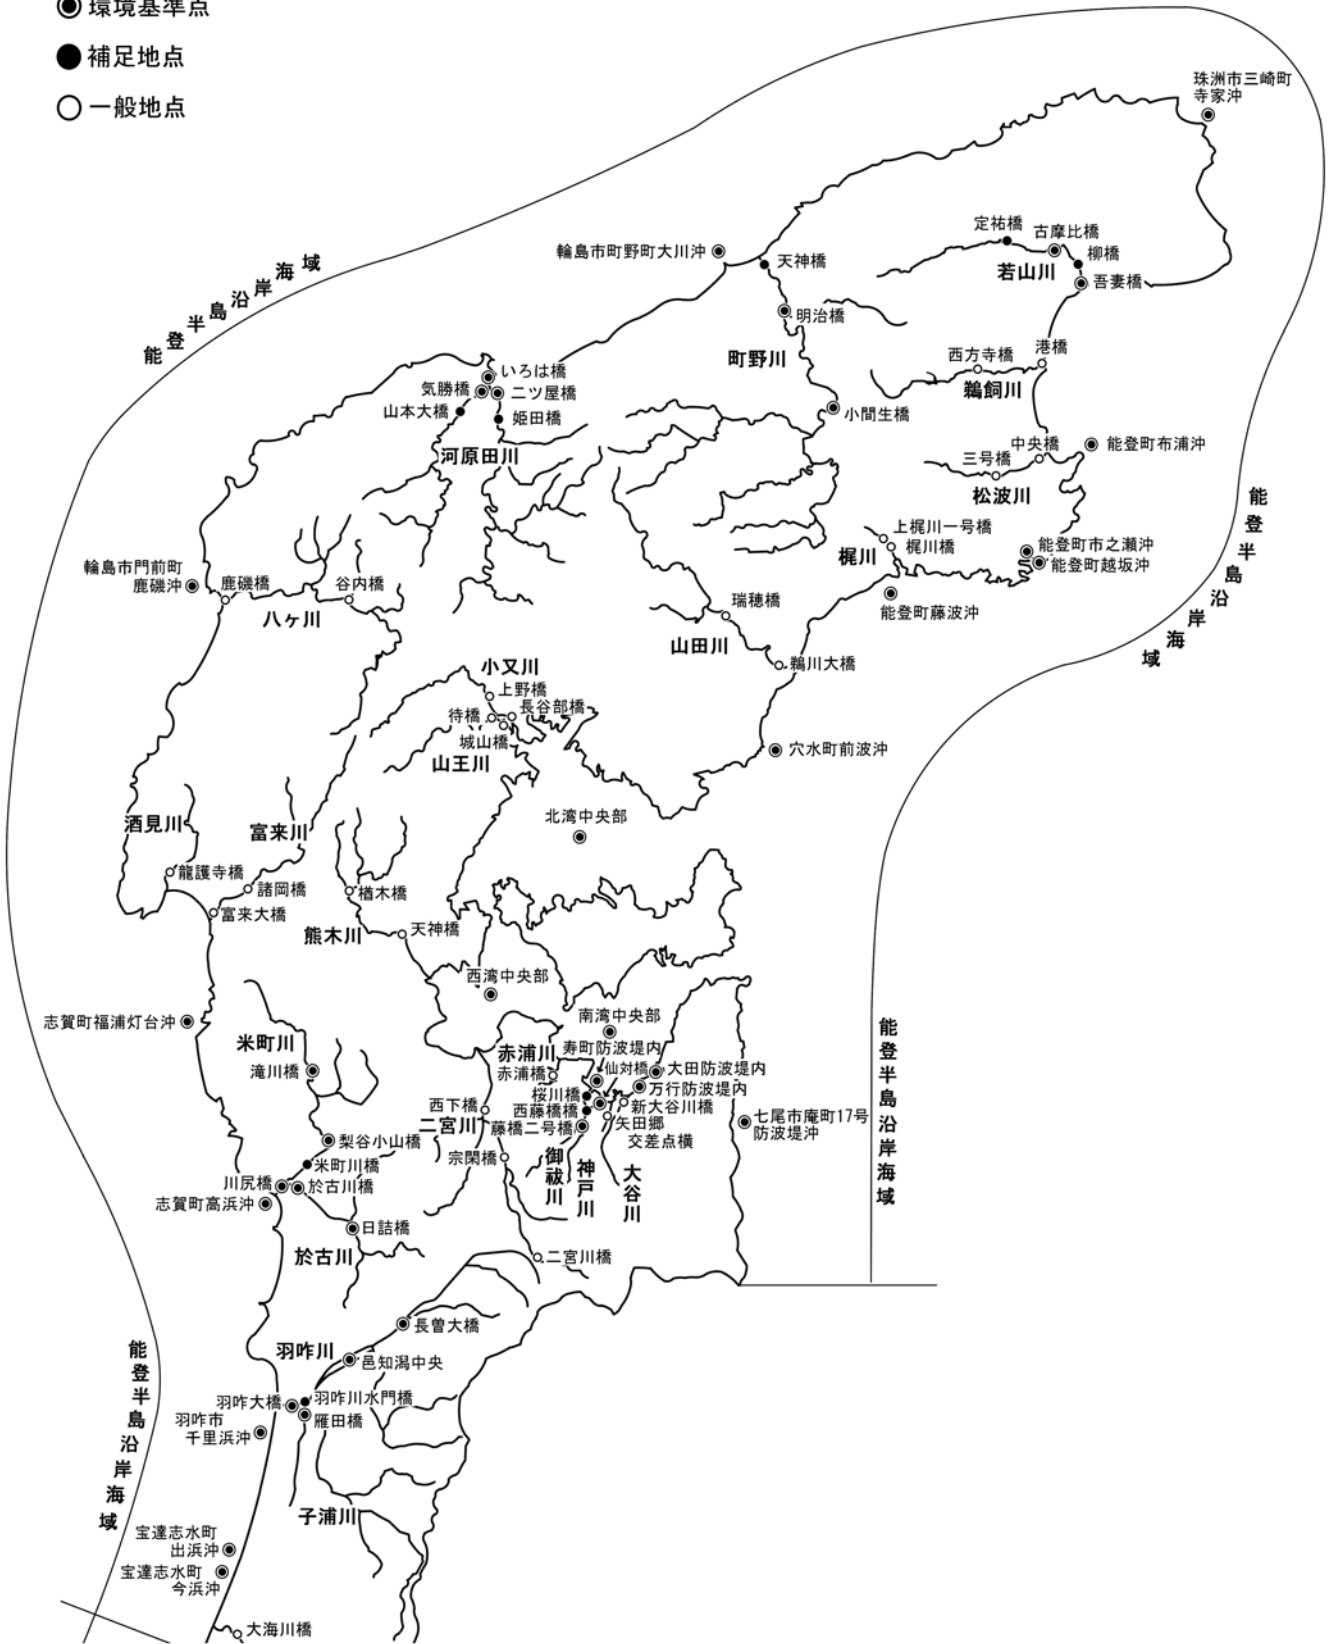 環境基準点
補足地点
一般地点
珠洲市三崎町
寺家沖
能登半島沿岸海域
輪島市町野町大川沖
天神橋
定祐橋
古摩比橋
柳橋
若山川
吾妻橋
明治橋
町野川
西方寺橋
港橋
鵜飼川
いろは橋
気勝橋
二ツ屋橋
山本大橋
姫田橋
小間生橋
河原田川
中央橋
能登町布浦沖
三号橋
松波川
能登半島沿岸海域
上梶川一号橋
梶川
梶川橋
能登町市之瀬沖
能登町越坂沖
輪島市門前町
鹿磯沖
鹿磯橋
谷内橋
八ヶ川
瑞穂橋
能登町藤波沖
山田川
鵜川大橋
小又川
上野橋
待橋
長谷部橋
城山橋
山王川
穴水町前波沖
北湾中央部
酒見川
富来川
龍護寺橋
諸岡橋
楢木橋
富来大橋
熊木川
天神橋
西湾中央部
志賀町福浦灯台沖
米町川
滝川橋
南湾中央部
赤浦川
寿町防波堤内
赤浦橋
仙対橋
大田防波堤内
桜川橋
万行防波堤内
西下橋
西藤橋橋
新大谷川橋
二宮川
藤橋二号橋
矢田郷
交差点横
七尾市庵町17号
防波堤沖
能登半島沿岸海域
梨谷小山橋
宗閑橋
米町川橋
御祓川
神戸川
大谷川
川尻橋
於古川橋
志賀町高浜沖
日詰橋
於古川
二宮川橋
長曽大橋
羽咋川
邑知潟中央
能登半島沿岸海域
羽咋大橋
羽咋川水門橋
雁田橋
羽咋市
千里浜沖
子浦川
宝達志水町
出浜沖
宝達志水町
今浜沖
大海川橋